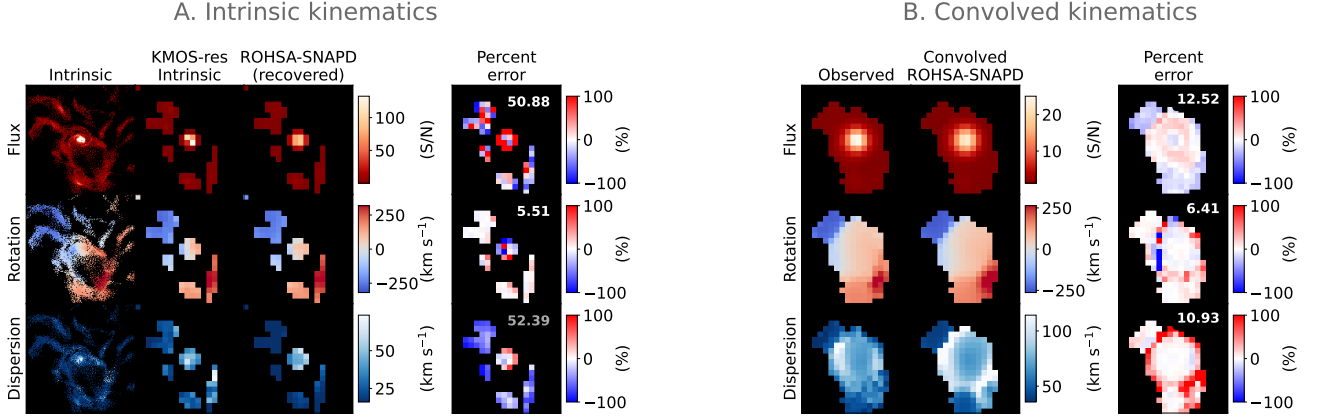 A. Intrinsic kinematics
B. Convolved kinematics
Intrinsic
KMOS-res
Intrinsic
ROHSA-SNAPD
(recovered)
Percent
error
Observed
Convolved
ROHSA-SNAPD
Percent
error
Flux
50.88
100
50
(S/N)
100
0
−100
(%)
Flux
12.52
20
10
(S/N)
100
0
−100
(%)
Rotation
5.51
250
0
−250
(km s⁻¹)
100
0
−100
(%)
Rotation
6.41
250
0
−250
(km s⁻¹)
100
0
−100
(%)
Dispersion
52.39
50
25
(km s⁻¹)
100
0
−100
(%)
Dispersion
10.93
100
50
(km s⁻¹)
100
0
−100
(%)